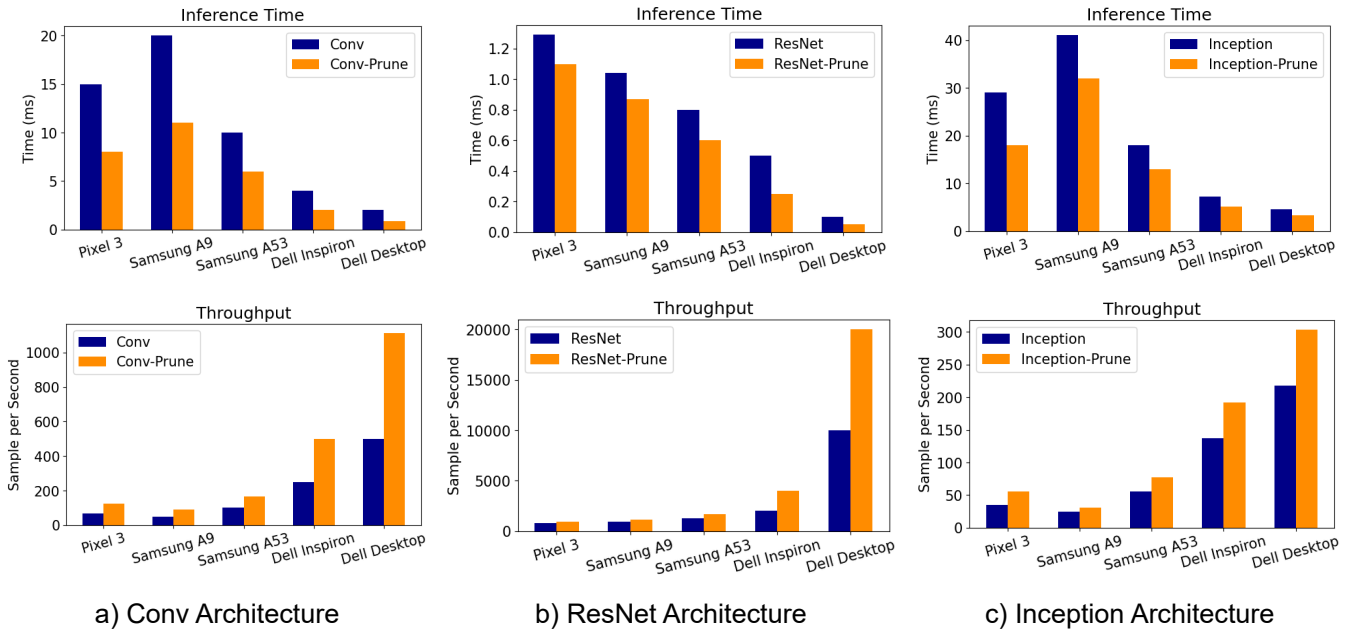 Inference Time
Time (ms)
20
15
10
5
0
Conv
Conv-Prune
Pixel 3
Samsung A9
Samsung A53
Dell Inspiron
Dell Desktop
Throughput
Sample per Second
1000
800
600
400
200
0
Conv
Conv-Prune
Pixel 3
Samsung A9
Samsung A53
Dell Inspiron
Dell Desktop
a) Conv Architecture
Inference Time
Time (ms)
1.2
1.0
0.8
0.6
0.4
0.2
0.0
ResNet
ResNet-Prune
Pixel 3
Samsung A9
Samsung A53
Dell Inspiron
Dell Desktop
Throughput
Sample per Second
20000
15000
10000
5000
0
ResNet
ResNet-Prune
Pixel 3
Samsung A9
Samsung A53
Dell Inspiron
Dell Desktop
b) ResNet Architecture
Inference Time
Time (ms)
40
30
20
10
0
Inception
Inception-Prune
Pixel 3
Samsung A9
Samsung A53
Dell Inspiron
Dell Desktop
Throughput
Sample per Second
300
250
200
150
100
50
0
Inception
Inception-Prune
Pixel 3
Samsung A9
Samsung A53
Dell Inspiron
Dell Desktop
c) Inception Architecture